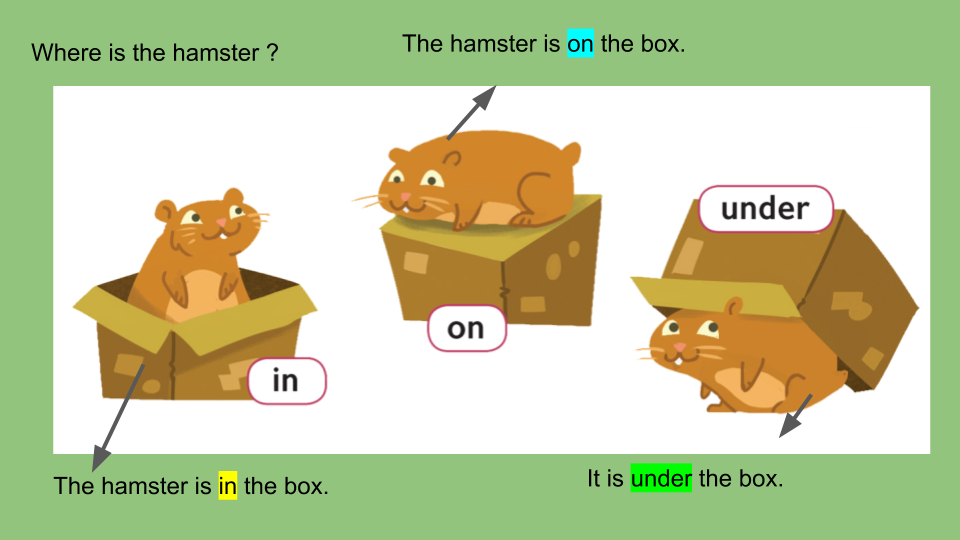 Where is the hamster ?
The hamster is on the box.
in
on
under
The hamster is in the box.
It is under the box.